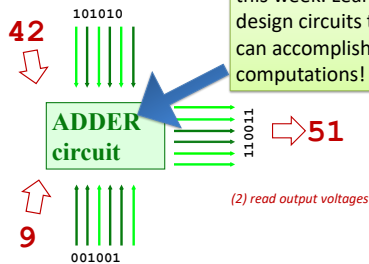 this week: Learn
design circuits t
can accomplish
computations!
42
101010
ADDER
circuit
110011
51
(2) read output voltages
9
001001